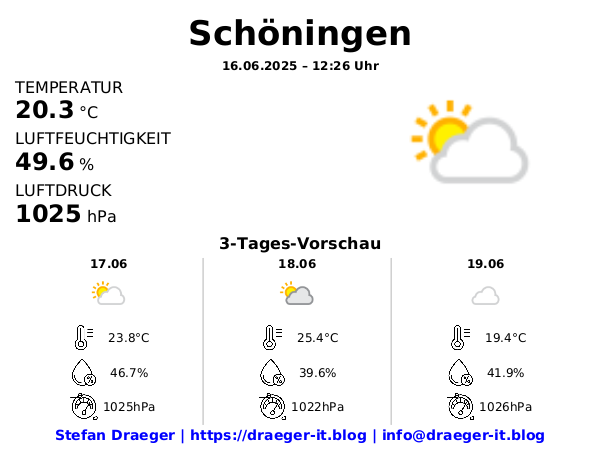 Schöningen
16.06.2025 – 12:26 Uhr
TEMPERATUR
20.3 °C
LUFTFEUCHTIGKEIT
49.6 %
LUFTDRUCK
1025 hPa
3-Tages-Vorschau
17.06 18.06 19.06
23.8°C 25.4°C 19.4°C
46.7% 39.6% 41.9%
1025hPa 1022hPa 1026hPa
Stefan Draeger | https://draeger-it.blog | info@draeger-it.blog